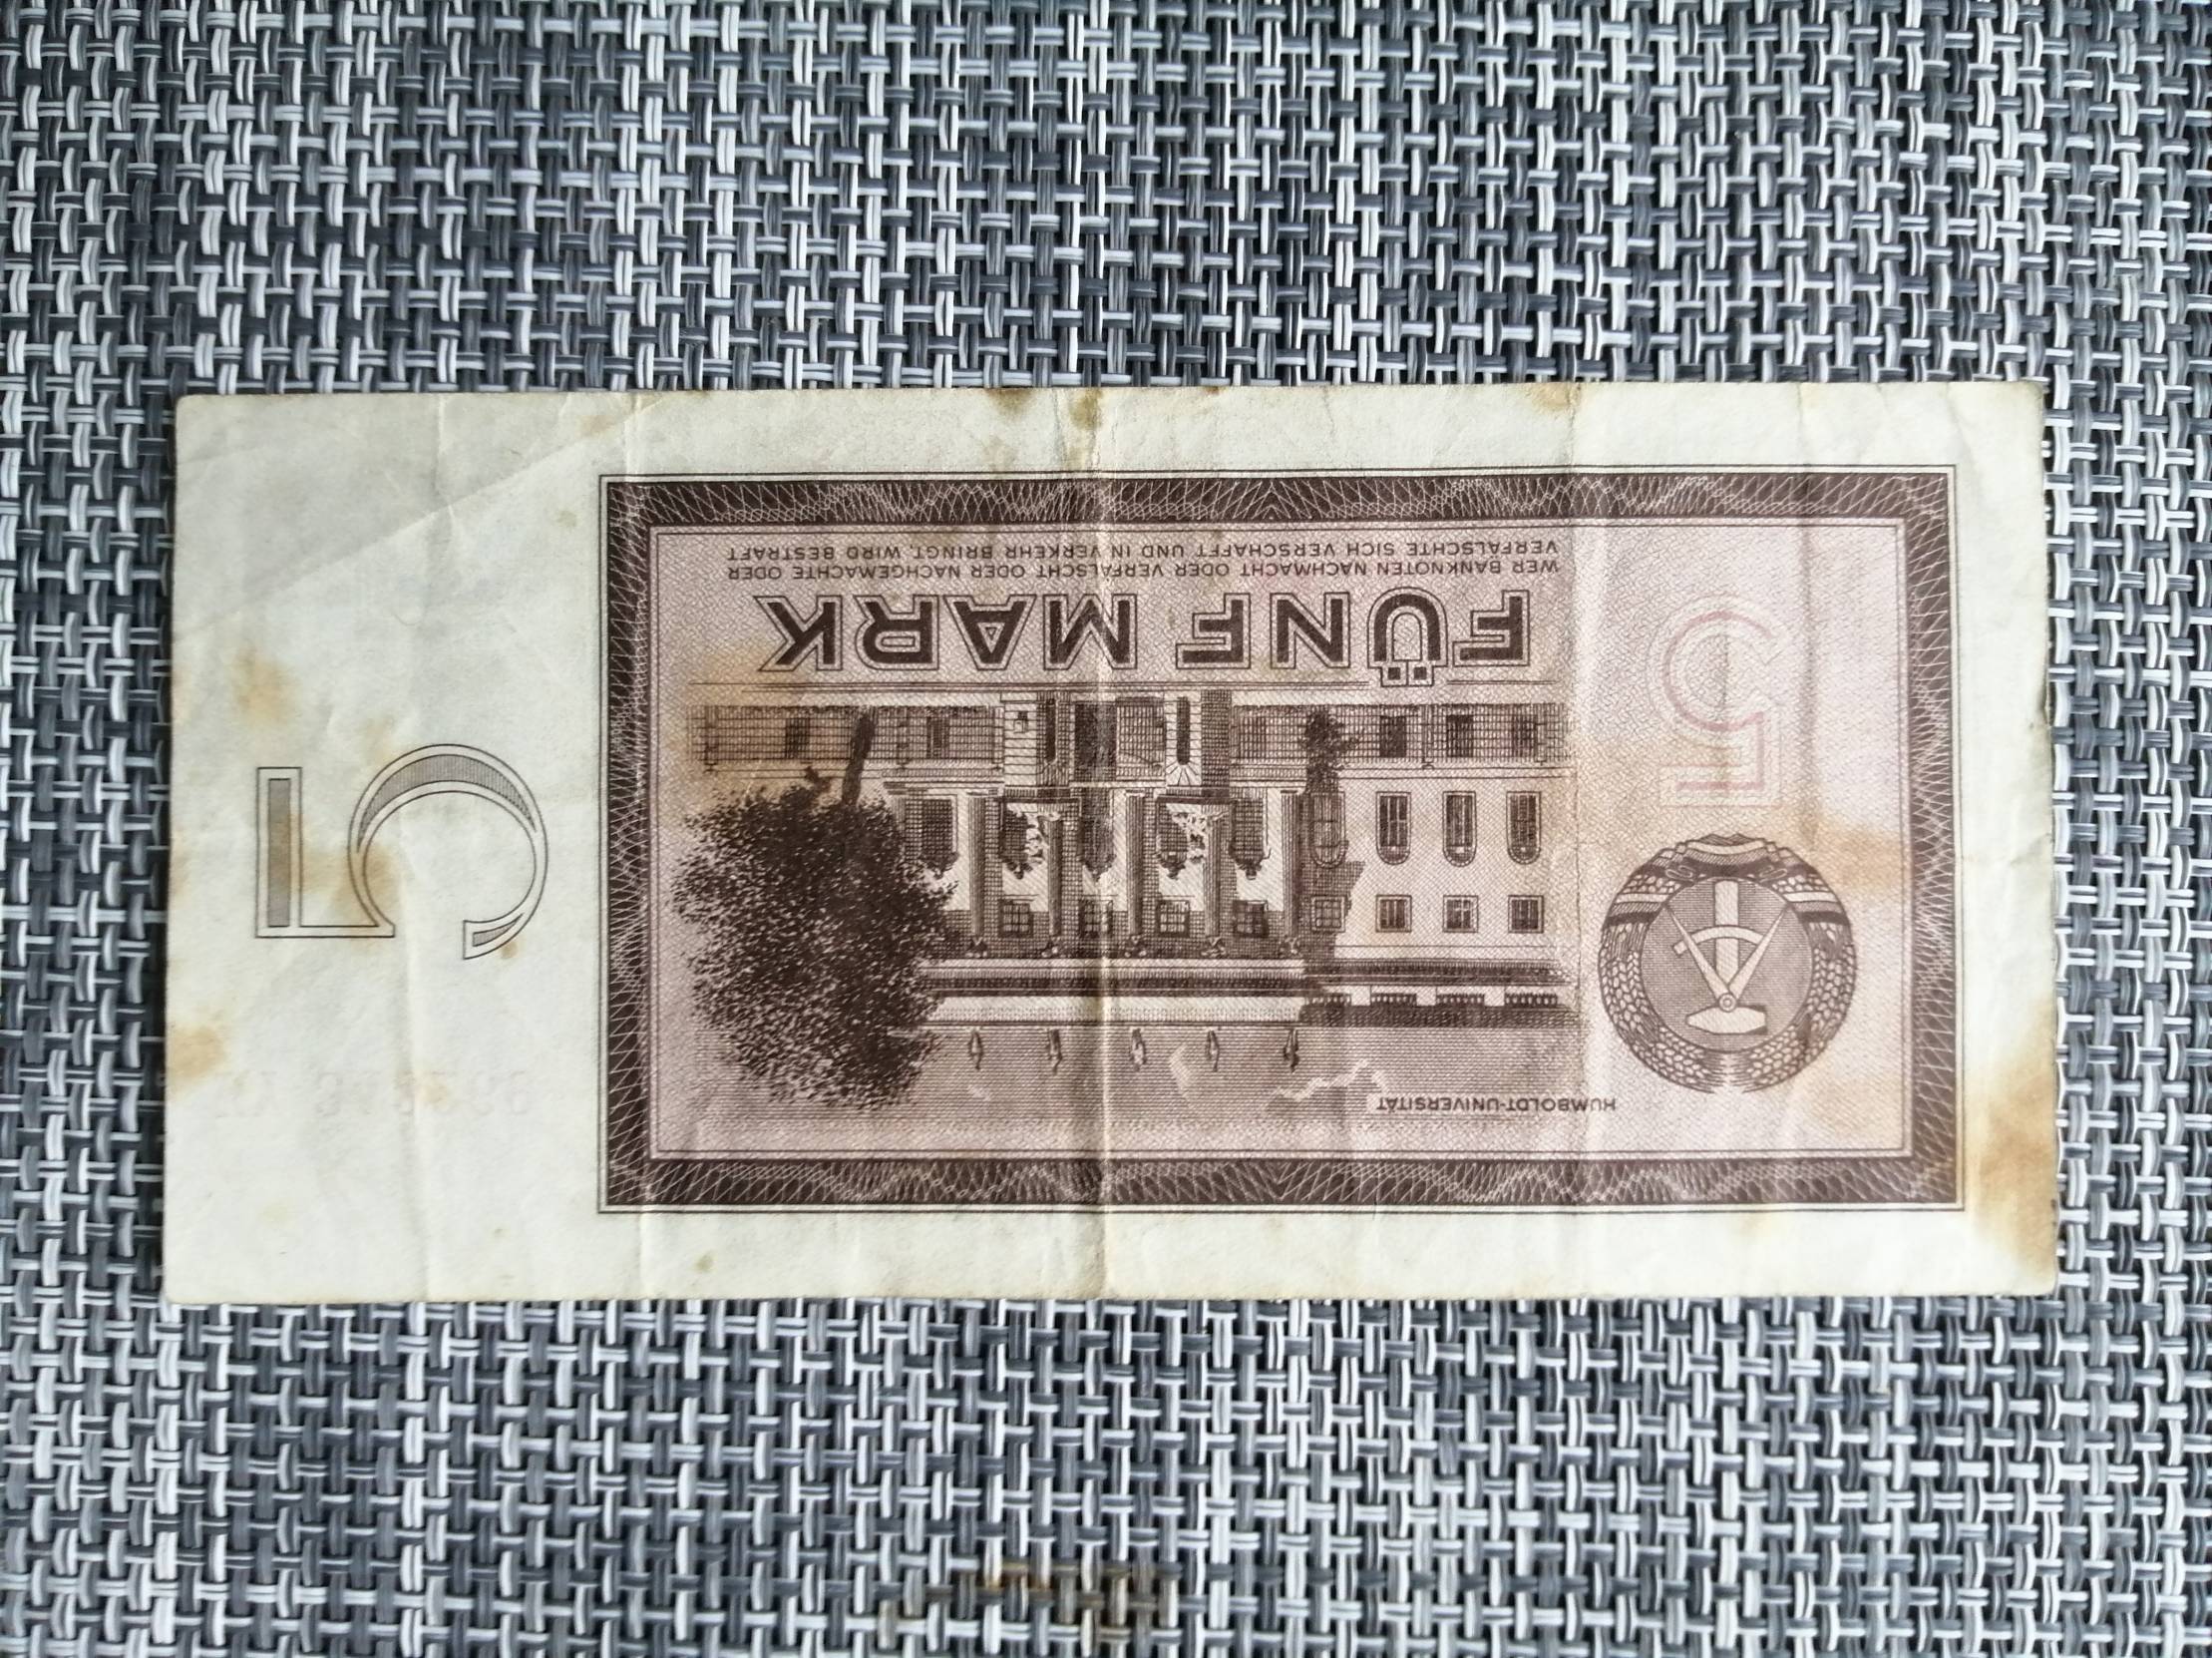 HUMBOLDT-UNIVERSITÄT
5
5
FÜNF MARK
WER BANKNOTEN NACHMACHT ODER VERFÄLSCHT ODER NACHGEMACHTE ODER
VERFÄLSCHTE SICH VERSCHAFFT UND IN VERKEHR BRINGT, WIRD BESTRAFT